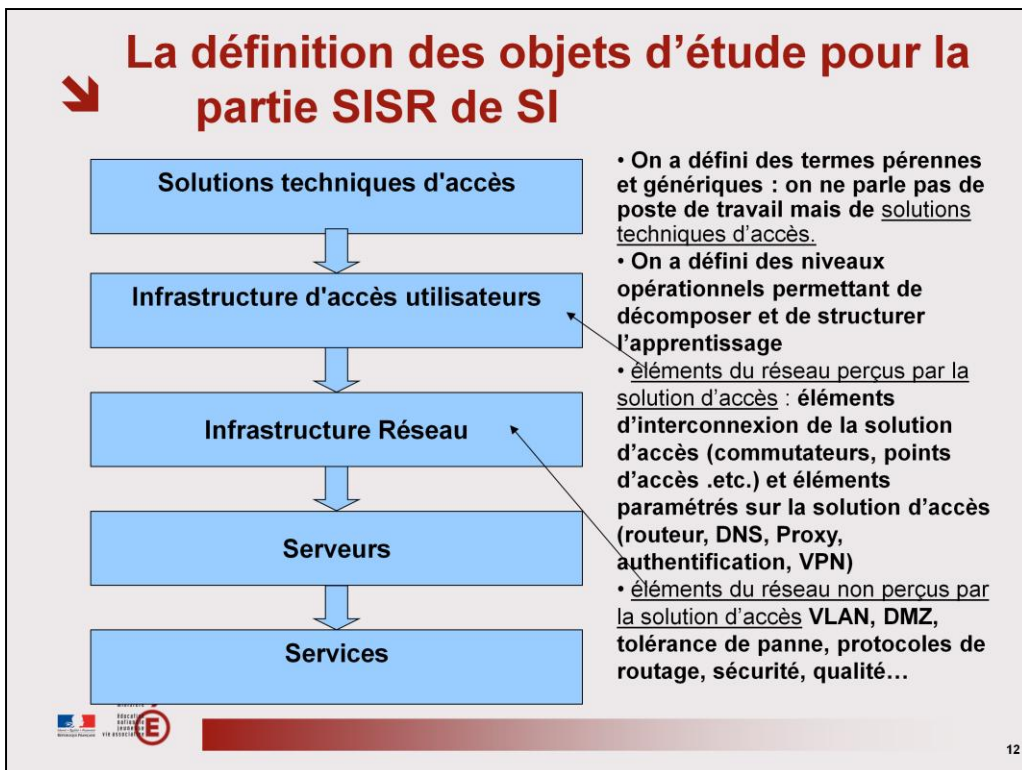 La définition des objets d’étude pour la
partie SISR de SI
Solutions techniques d'accès
Infrastructure d'accès utilisateurs
Infrastructure Réseau
Serveurs
Services
• On a défini des termes pérennes
et génériques : on ne parle pas de
poste de travail mais de solutions
techniques d’accès.
• On a défini des niveaux
opérationnels permettant de
décomposer et de structurer
l’apprentissage
• éléments du réseau perçus par la
solution d’accès : éléments
d’interconnexion de la solution
d’accès (commutateurs, points
d’accès .etc.) et éléments
paramétrés sur la solution d’accès
(routeur, DNS, Proxy,
authentification, VPN)
• éléments du réseau non perçus par
la solution d’accès VLAN, DMZ,
tolérance de panne, protocoles de
routage, sécurité, qualité…
éducation
nationale
jeunesse
vie associative
E
12